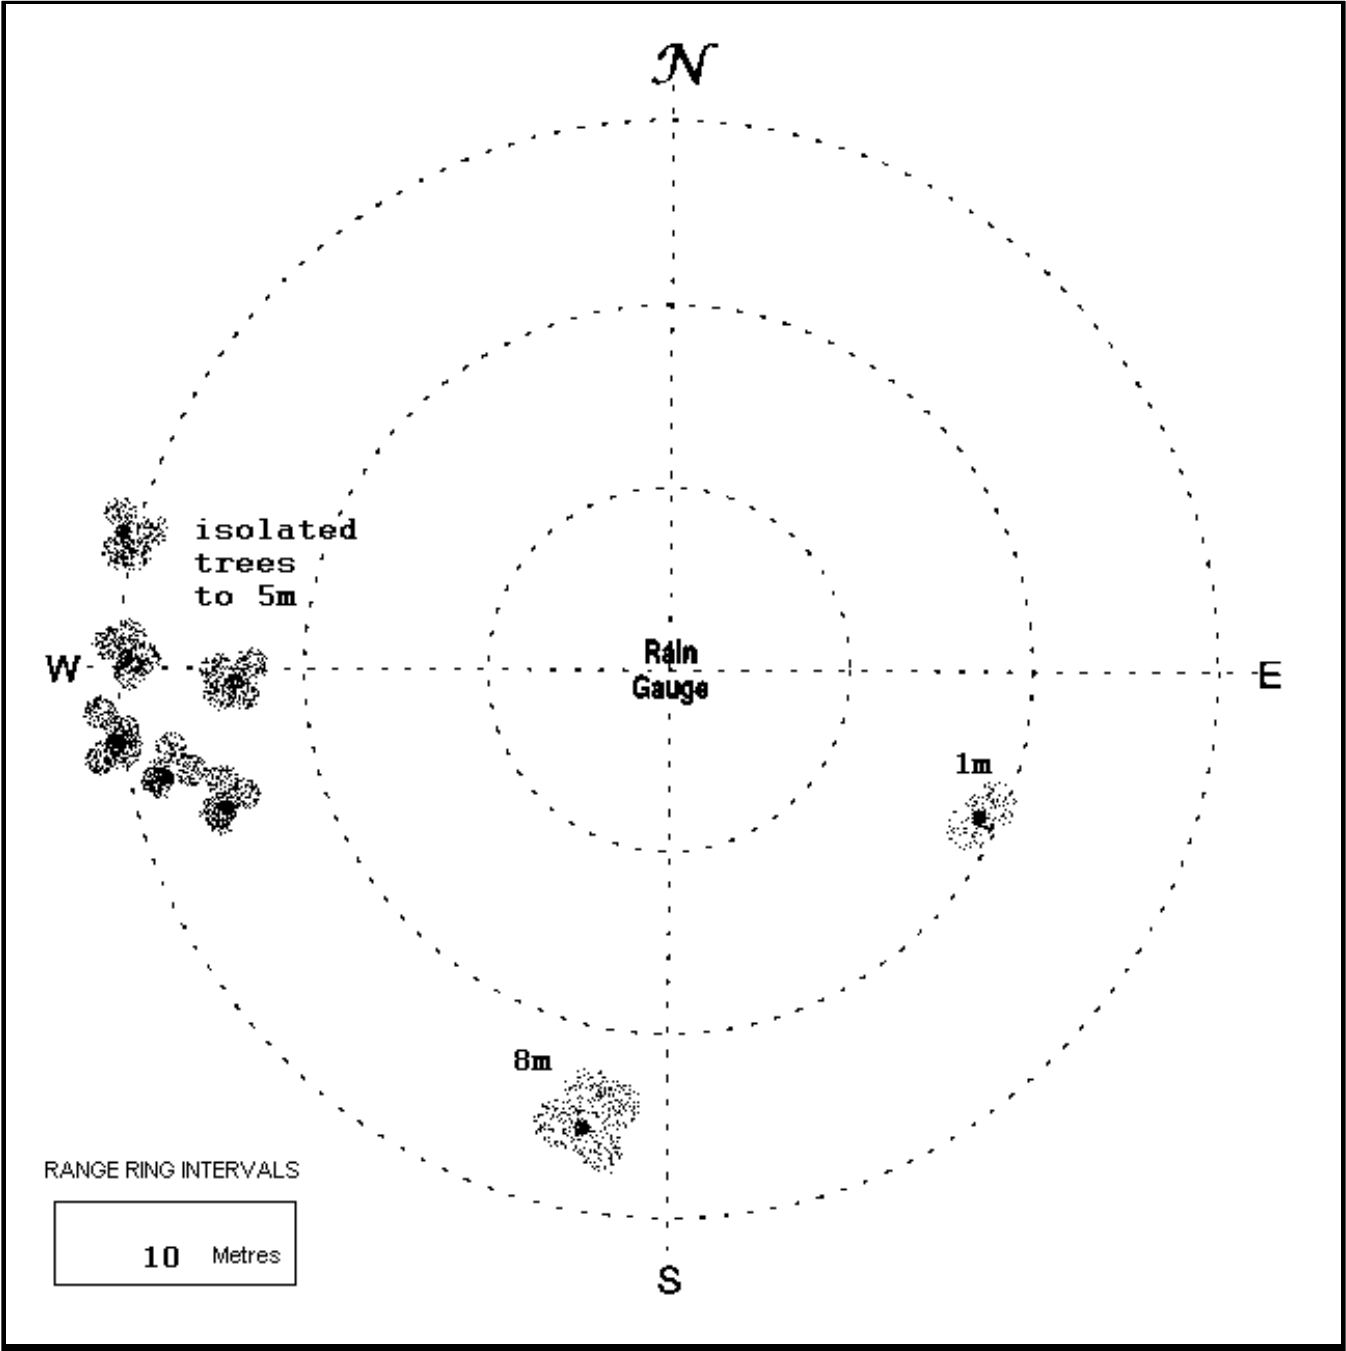 N
isolated
trees
to 5m
W
Rain
Gauge
E
1m
8m
RANGE RING INTERVALS
10 Metres
S